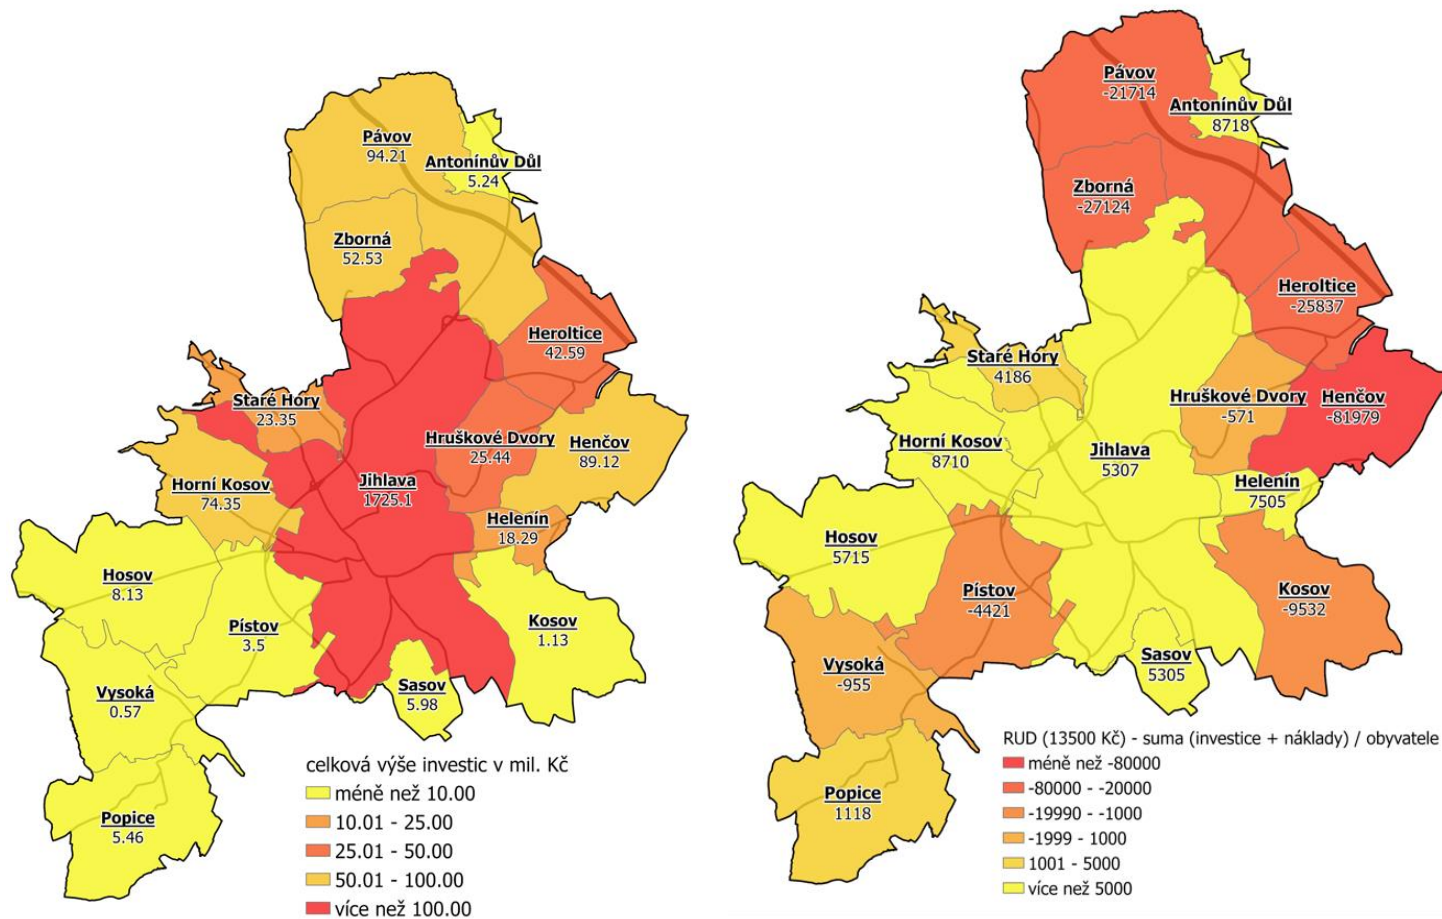 Pávov
94.21
Antonínův Důl
5.24
Zborná
52.53
Heroltice
42.59
Staré Hory
23.35
Hruškové Dvory
25.44
Henčov
89.12
Horní Kosov
74.35
Jihlava
1725.1
Helenín
18.29
Hosov
8.13
Pístov
3.5
Kosov
1.13
Vysoká
0.57
Sasov
5.98
Popice
5.46
celková výše investic v mil. Kč
méně než 10.00
10.01 - 25.00
25.01 - 50.00
50.01 - 100.00
více než 100.00
Pávov
-21714
Antonínův Důl
8718
Zborná
-27124
Heroltice
-25837
Staré Hory
4186
Hruškové Dvory
-571
Henčov
-81979
Horní Kosov
8710
Jihlava
5307
Helenín
7505
Hosov
5715
Pístov
-4421
Kosov
-9532
Vysoká
-955
Sasov
5305
Popice
1118
RUD (13500 Kč) - suma (investice + náklady) / obyvatele
méně než -80000
-80000 - -20000
-19990 - -1000
-1999 - 1000
1001 - 5000
více než 5000